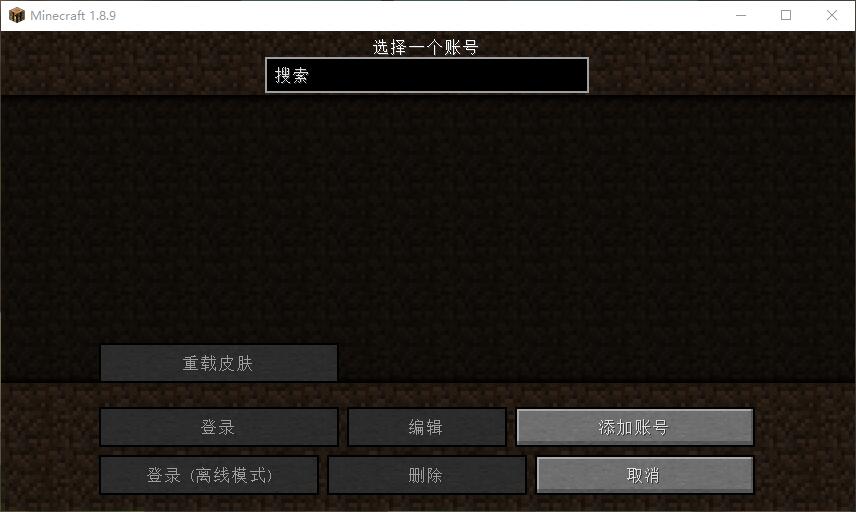 Minecraft 1.8.9
选择一个账号
搜索
重载皮肤
登录
编辑
添加账号
登录 (离线模式)
删除
取消